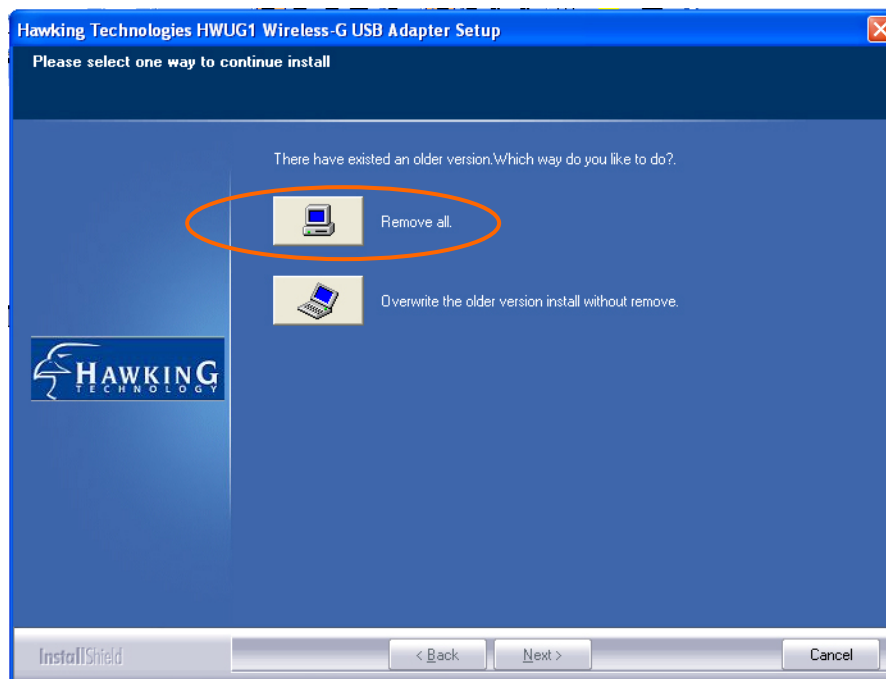 Hawking Technologies HWUG1 Wireless-G USB Adapter Setup
Please select one way to continue install
There have existed an older version.Which way do you like to do?.
Remove all.
Overwrite the older version install without remove.
HAWKING
TECHNOLOGY
InstallShield
< Back
Next >
Cancel